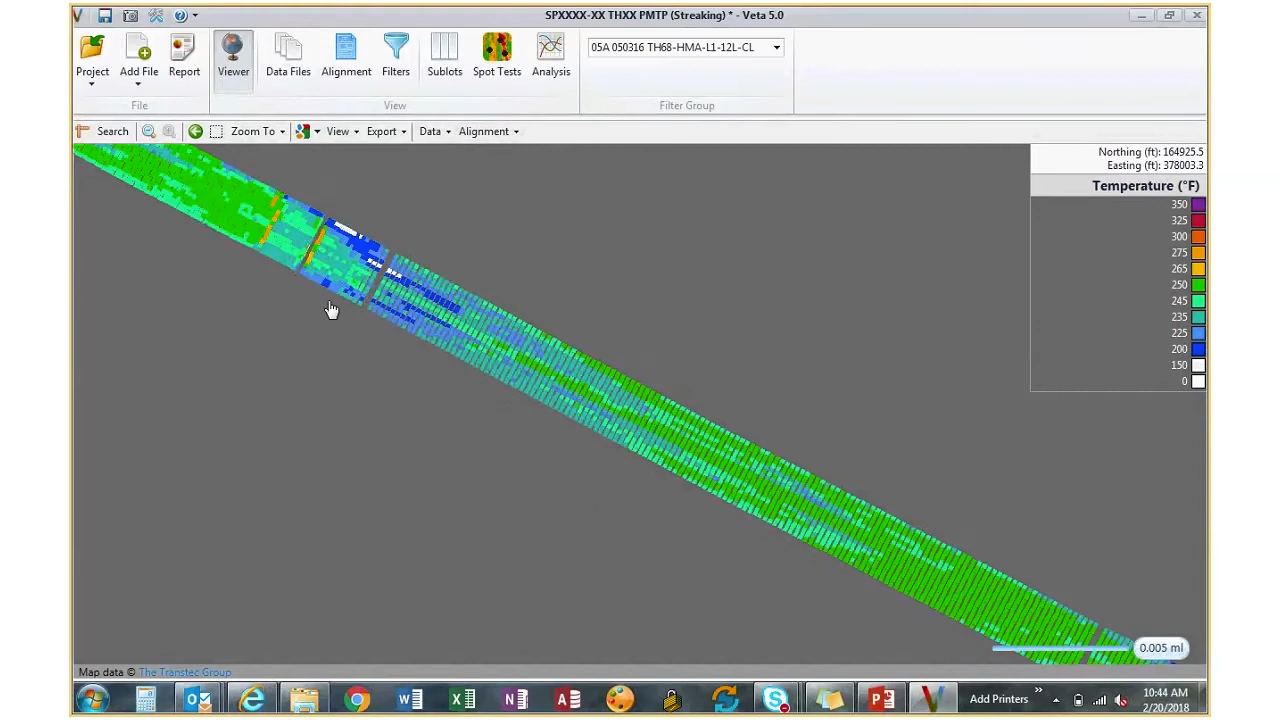 SPXXXX-XX THXX PMTP (Streaking) * - Veta 5.0
Project
Add File
Report
Viewer
Data Files
Alignment
Filters
Sublots
Spot Tests
Analysis
05A 050316 TH68-HMA-L1-12L-CL
File
View
Filter Group
Search
Zoom To
View
Export
Data
Alignment
Northing (ft): 164925.5
Easting (ft): 378003.3
Temperature (°F)
350
325
300
275
265
250
245
235
225
200
150
0
0.005 ml
Map data © The Transtec Group
Add Printers
10:44 AM
2/20/2018